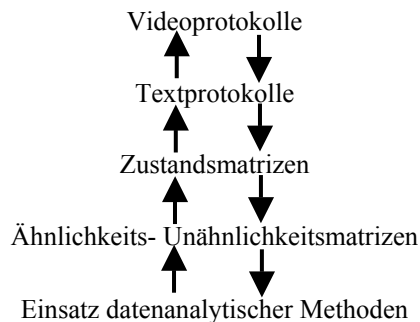 Videoprotokolle
Textprotokolle
Zustandsmatrizen
Ähnlichkeits- Unähnlichkeitsmatrizen
Einsatz datenanalytischer Methoden